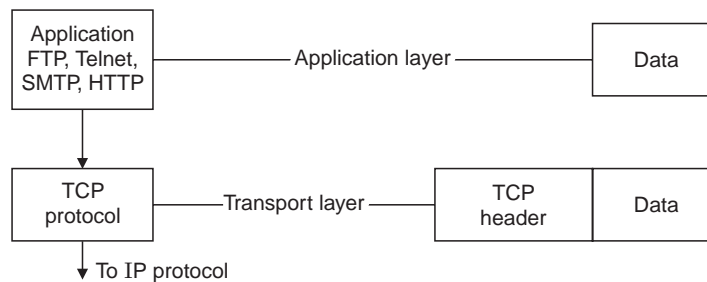 Application
FTP, Telnet,
SMTP, HTTP
Application layer
Data
TCP
protocol
Transport layer
TCP
header
Data
To IP protocol